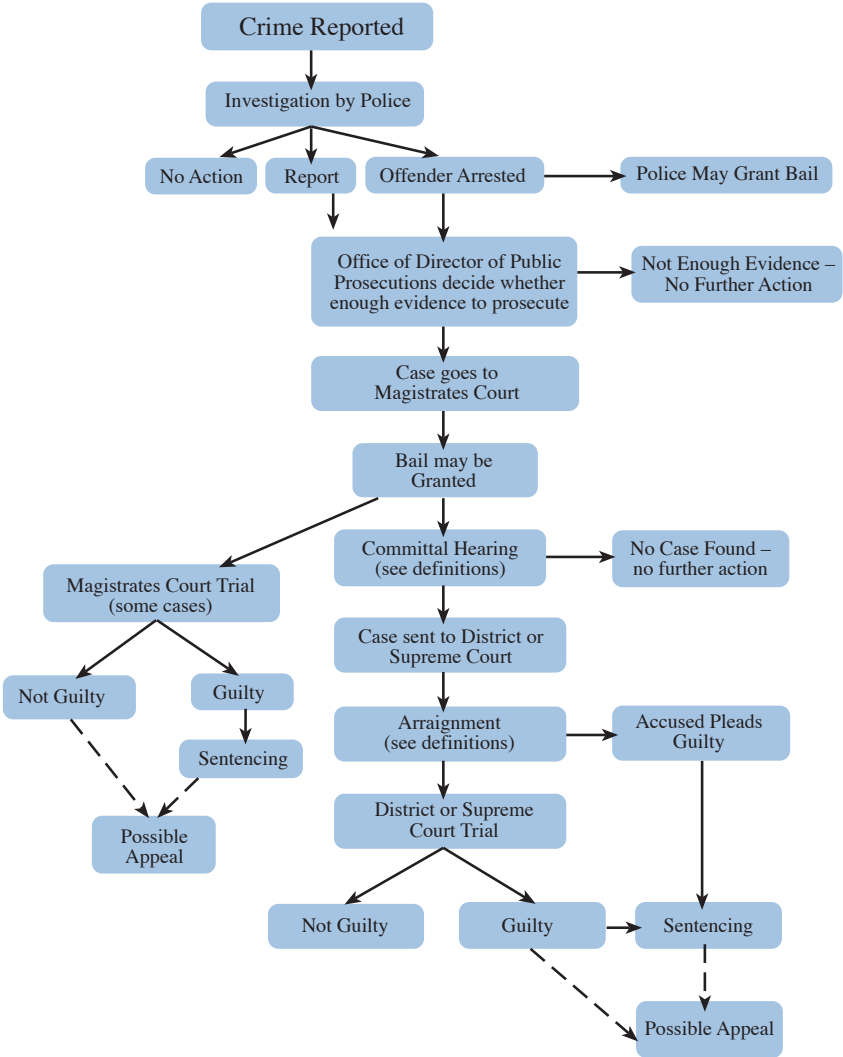 Crime Reported
Investigation by Police
No Action
Report
Offender Arrested
Police May Grant Bail
Office of Director of Public
Prosecutions decide whether
enough evidence to prosecute
Not Enough Evidence –
No Further Action
Case goes to
Magistrates Court
Bail may be
Granted
Committal Hearing
(see definitions)
No Case Found –
no further action
Magistrates Court Trial
(some cases)
Case sent to District or
Supreme Court
Not Guilty
Guilty
Arraignment
(see definitions)
Accused Pleads
Guilty
Sentencing
District or Supreme
Court Trial
Possible
Appeal
Not Guilty
Guilty
Sentencing
Possible Appeal